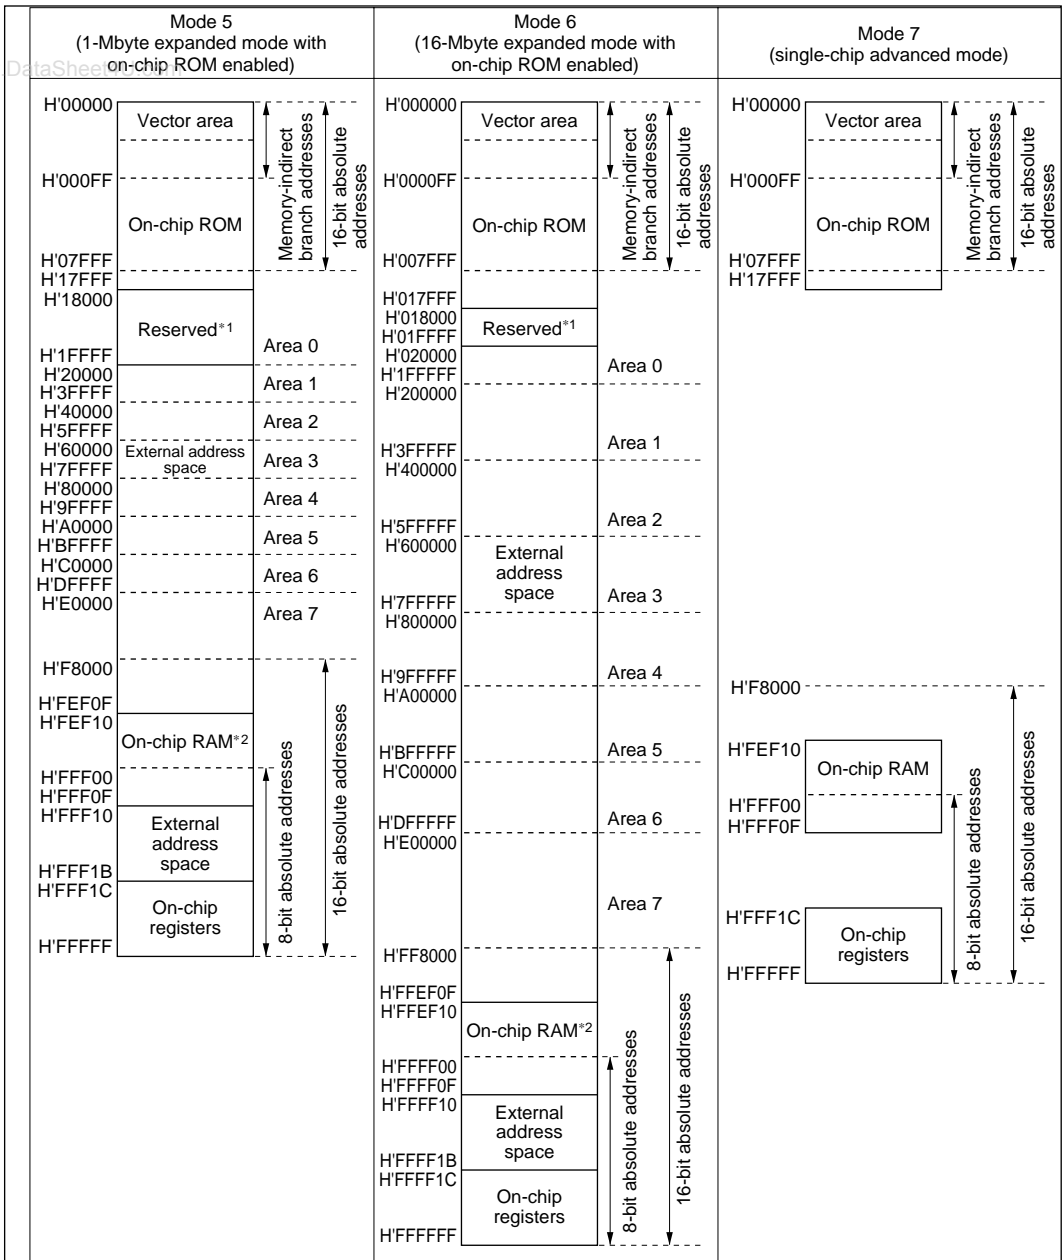 Mode 5
(1-Mbyte expanded mode with
on-chip ROM enabled)
.DataSheet4U.com
H'00000
Vector area
H'000FF
On-chip ROM
H'07FFF
H'17FFF
H'18000
Reserved*1
H'1FFFF
H'20000
H'3FFFF
H'40000
H'5FFFF
H'60000
H'7FFFF
External address
space
H'80000
H'9FFFF
H'A0000
H'BFFFF
H'C0000
H'DFFFF
H'E0000
H'F8000
H'FEF0F
H'FEF10
On-chip RAM*2
H'FFF00
H'FFF0F
H'FFF10
External
address
space
H'FFF1B
H'FFF1C
On-chip
registers
H'FFFFF
Memory-indirect
branch addresses
16-bit absolute
addresses
Area 0
Area 1
Area 2
Area 3
Area 4
Area 5
Area 6
Area 7
8-bit absolute addresses
16-bit absolute addresses
Mode 6
(16-Mbyte expanded mode with
on-chip ROM enabled)
H'000000
Vector area
H'0000FF
On-chip ROM
H'007FFF
H'017FFF
H'018000
Reserved*1
H'01FFFF
H'020000
H'1FFFFF
H'200000
H'3FFFFF
H'400000
H'5FFFFF
H'600000
External
address
space
H'7FFFFF
H'800000
H'9FFFFF
H'A00000
H'BFFFFF
H'C00000
H'DFFFFF
H'E00000
H'FF8000
H'FFEF0F
H'FFEF10
On-chip RAM*2
H'FFFF00
H'FFFF0F
H'FFFF10
External
address
space
H'FFFF1B
H'FFFF1C
On-chip
registers
H'FFFFFF
Memory-indirect
branch addresses
16-bit absolute
addresses
Area 0
Area 1
Area 2
Area 3
Area 4
Area 5
Area 6
Area 7
8-bit absolute addresses
16-bit absolute addresses
Mode 7
(single-chip advanced mode)
H'00000
Vector area
H'000FF
On-chip ROM
H'07FFF
H'17FFF
Memory-indirect
branch addresses
16-bit absolute
addresses
H'F8000
H'FEF10
On-chip RAM
H'FFF00
H'FFF0F
H'FFF1C
On-chip
registers
H'FFFFF
8-bit absolute addresses
16-bit absolute addresses